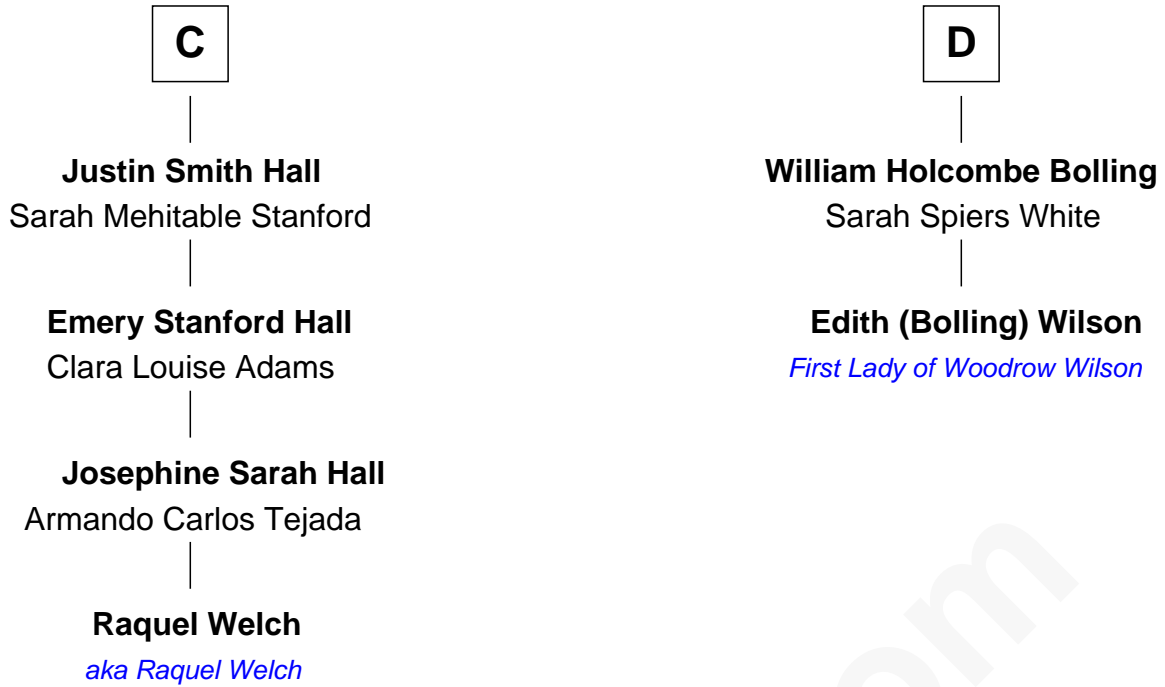 C
Justin Smith Hall
Sarah Mehitable Stanford
Emery Stanford Hall
Clara Louise Adams
Josephine Sarah Hall
Armando Carlos Tejada
Raquel Welch
aka Raquel Welch
D
William Holcombe Bolling
Sarah Spiers White
Edith (Bolling) Wilson
First Lady of Woodrow Wilson
om